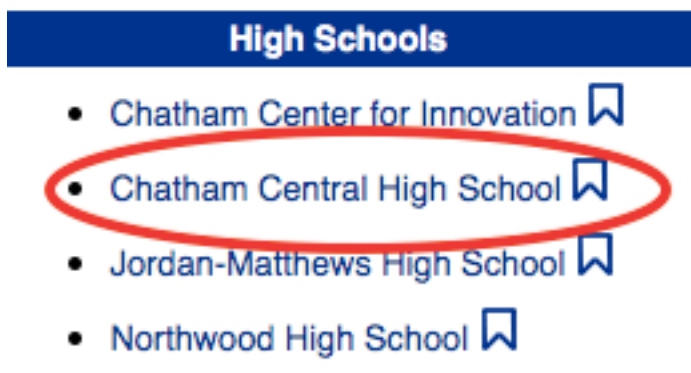 High Schools
Chatham Center for Innovation
Chatham Central High School
Jordan-Matthews High School
Northwood High School